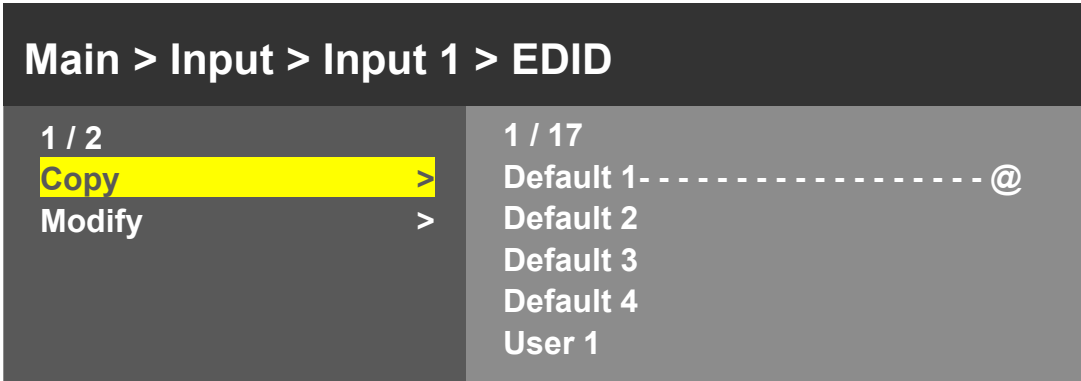 Main > Input > Input 1 > EDID
1 / 2
Copy >
Modify >
1 / 17
Default 1- - - - - - - - - - - - - - - - - - @
Default 2
Default 3
Default 4
User 1